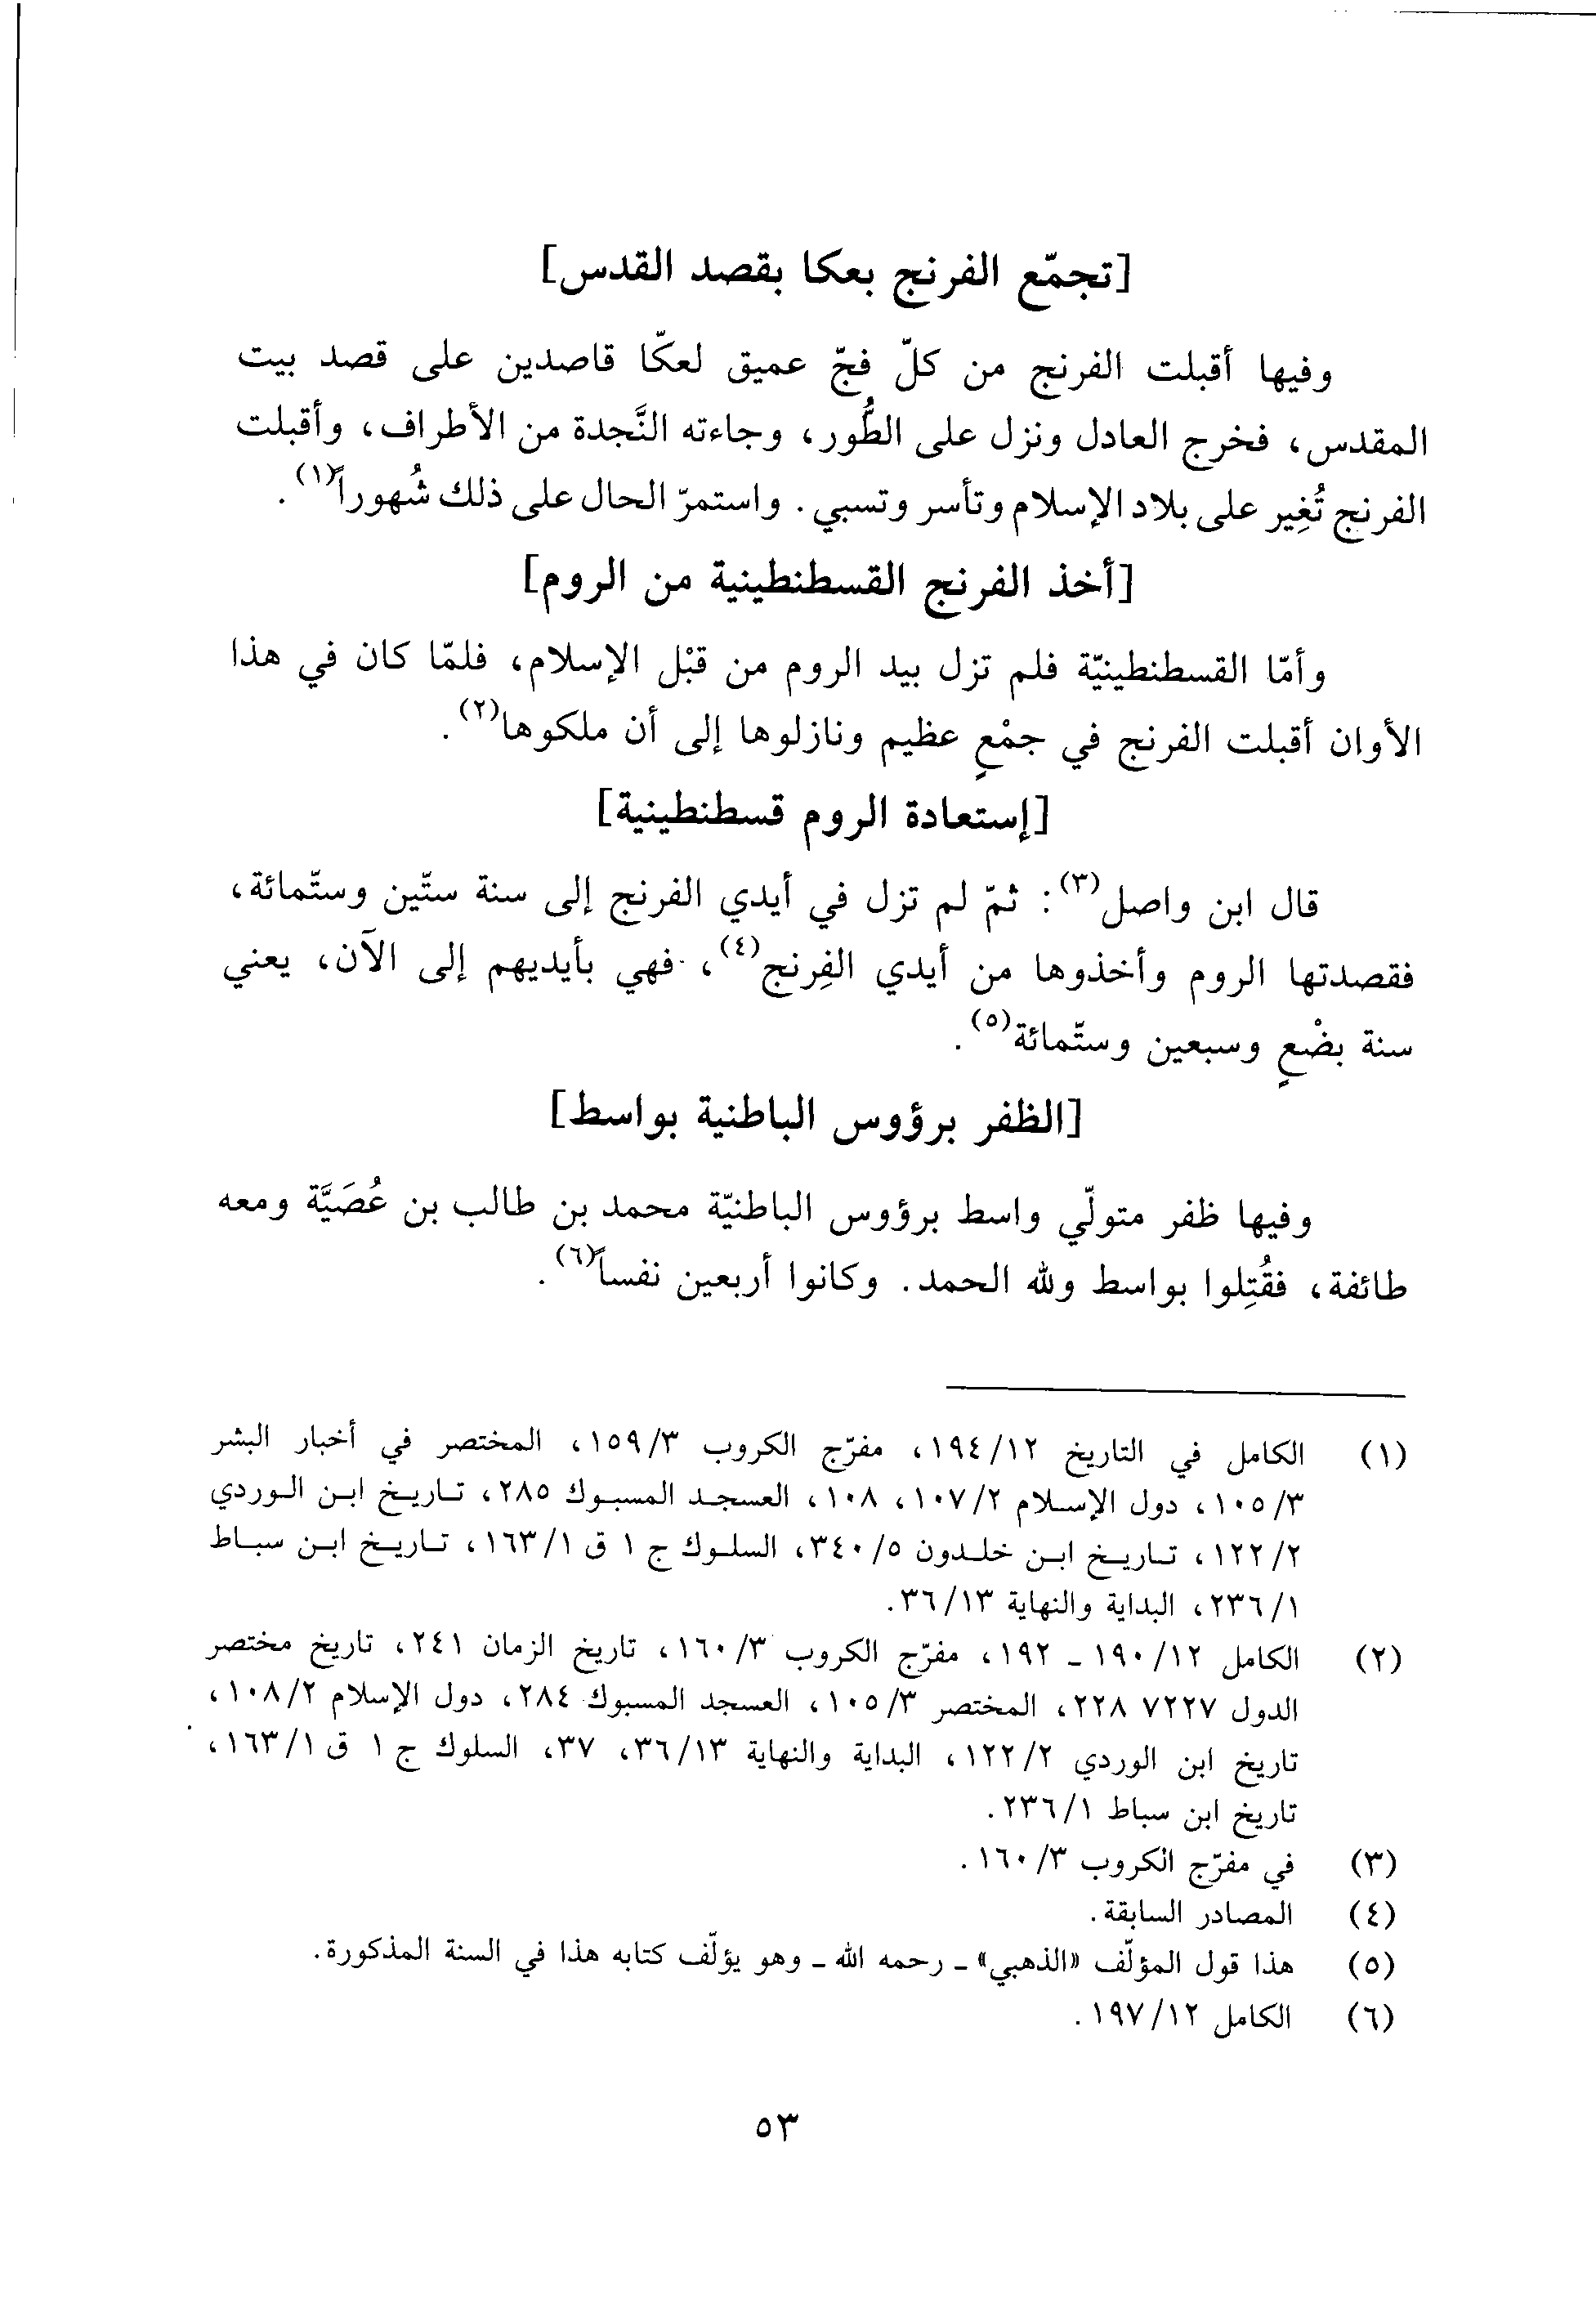 [تجمّع الفرنج بعكا بقصد القدس]
وفيها أقبلت الفرنج من كلّ فجّ عميق لعكّا قاصدين على قصد بيت
المقدس، فخرج العادل ونزل على الطُّور، وجاءته النَّجدة من الأطراف، وأقبلت
الفرنج تُغِير على بلاد الإسلام وتأسر وتسبي. واستمرّ الحال على ذلك شُهوراً(١).
[أخذ الفرنج القسطنطينية من الروم]
وأمّا القسطنطينيّة فلم تزل بيد الروم من قبْل الإسلام، فلمّا كان في هذا
الأوان أقبلت الفرنج في جمْعٍ عظيم ونازلوها إلى أن ملكوها(٢).
[إستعادة الروم قسطنطينية]
قال ابن واصل(٣): ثمّ لم تزل في أيدي الفرنج إلى سنة ستّين وستّمائة،
فقصدتها الروم وأخذوها من أيدي الفِرنج(٤)، فهي بأيديهم إلى الآن، يعني
سنة بضْعٍ وسبعين وستّمائة(٥).
[الظفر برؤوس الباطنية بواسط]
وفيها ظفر متولّي واسط برؤوس الباطنيّة محمد بن طالب بن عُصَيَّة ومعه
طائفة، فقُتِلوا بواسط ولله الحمد. وكانوا أربعين نفساً(٦).
(١) الكامل في التاريخ ١٢/ ١٩٤، مفرّج الكروب ٣/ ١٥٩، المختصر في أخبار البشر
٣/ ١٠٥، دول الإسلام ٢/ ١٠٧، ١٠٨، العسجد المسبوك ٢٨٥، تاريخ ابن الوردي
٢/ ١٢٢، تاريخ ابن خلدون ٥/ ٣٤٠، السلوك ج ١ ق ١/ ١٦٣، تاريخ ابن سباط
١/ ٢٣٦، البداية والنهاية ١٣/ ٣٦.
(٢) الكامل ١٢/ ١٩٠ ـ ١٩٢، مفرّج الكروب ٣/ ١٦٠، تاريخ الزمان ٢٤١، تاريخ مختصر
الدول ٧٢٢٧ ٢٢٨، المختصر ٣/ ١٠٥، العسجد المسبوك ٢٨٤، دول الإسلام ٢/ ١٠٨،
تاريخ ابن الوردي ٢/ ١٢٢، البداية والنهاية ١٣/ ٣٦، ٣٧، السلوك ج ١ ق ١/ ١٦٣،
تاريخ ابن سباط ١/ ٢٣٦.
(٣) في مفرّج الكروب ٣/ ١٦٠.
(٤) المصادر السابقة.
(٥) هذا قول المؤلّف «الذهبي» ـ رحمه الله ـ وهو يؤلّف كتابه هذا في السنة المذكورة.
(٦) الكامل ١٢/ ١٩٧.
٥٣